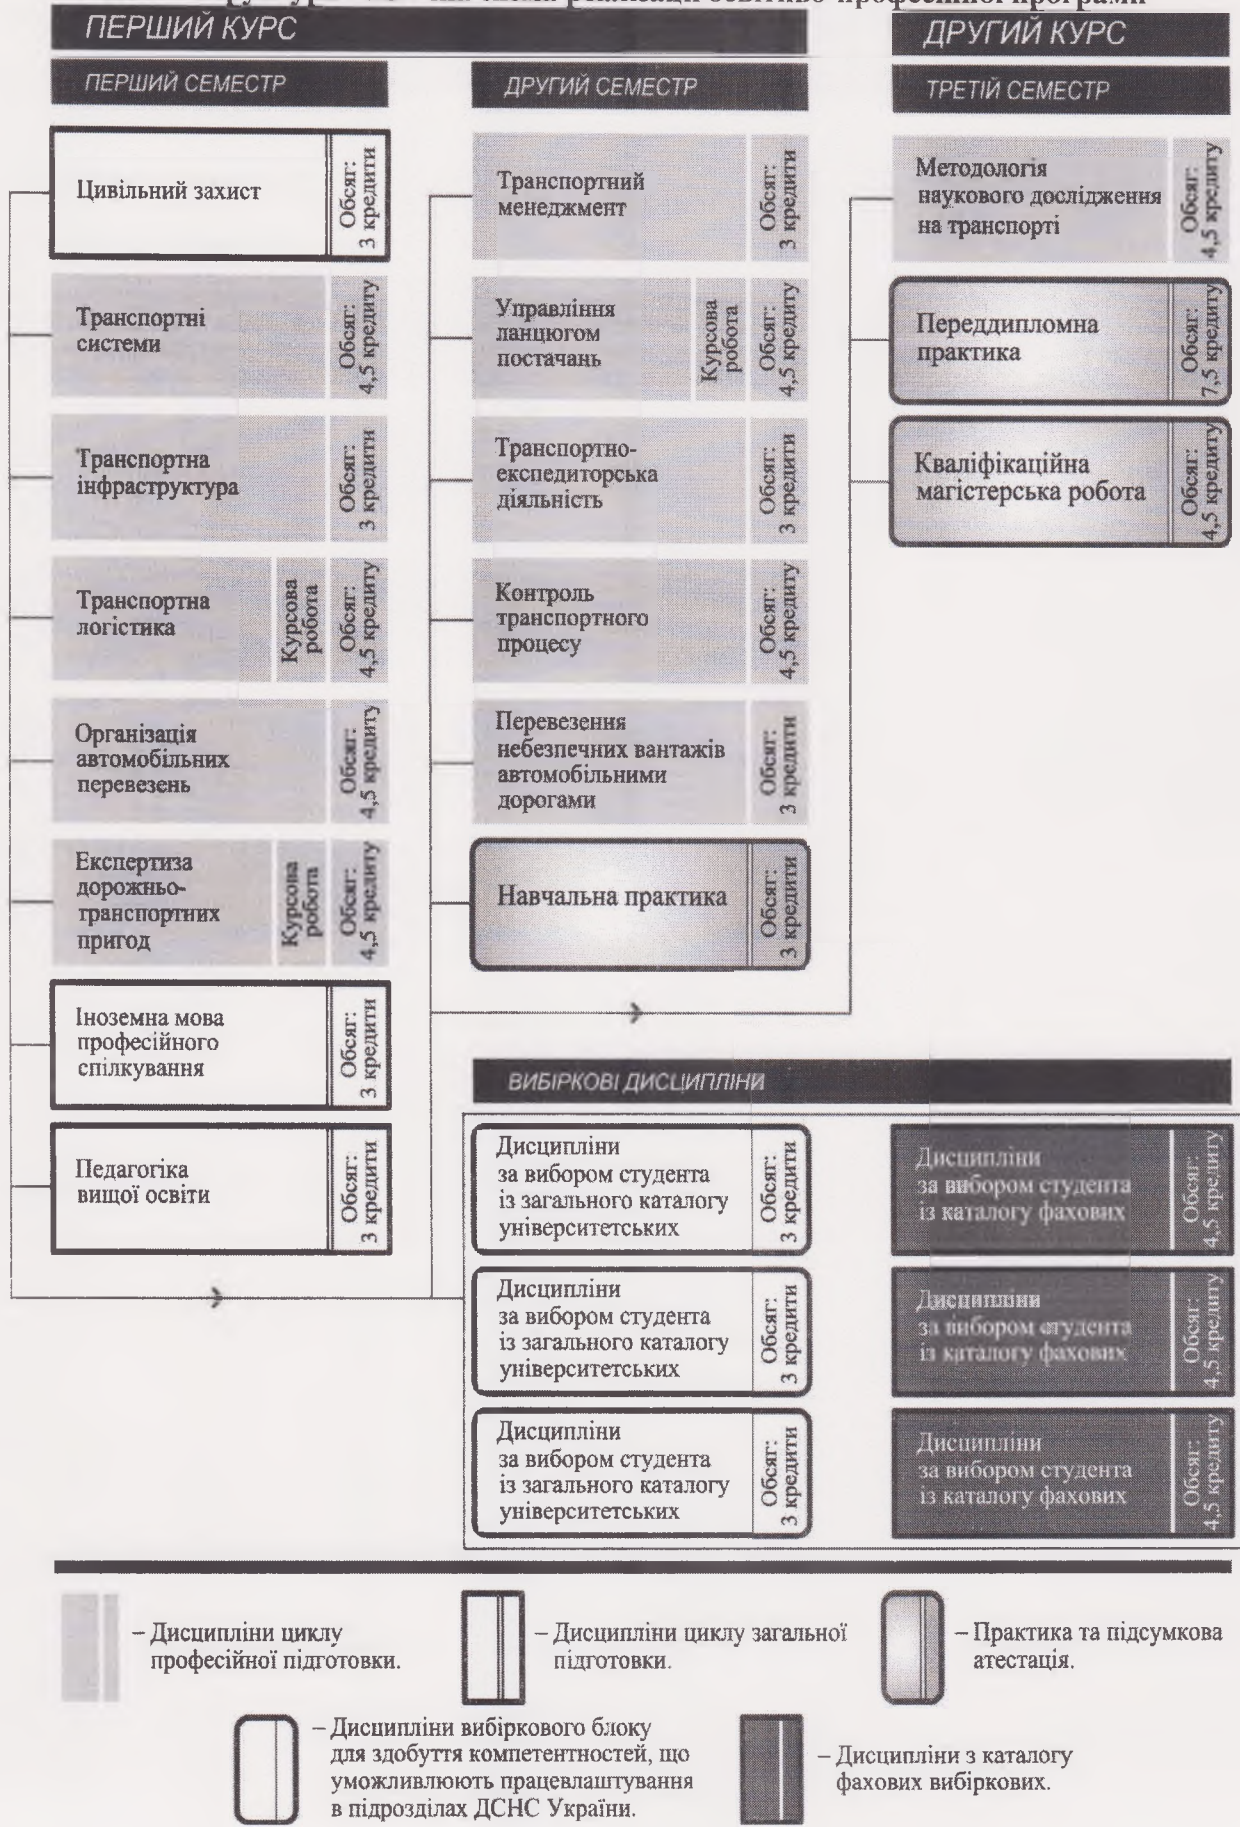 ПЕРШИЙ КУРС
ПЕРШИЙ СЕМЕСТР
Цивільний захист
Обсяг:
3 кредити
Транспортні
системи
Обсяг:
4,5 кредиту
Транспортна
інфраструктура
Обсяг:
3 кредити
Транспортна
логістика
Курсова
робота
Обсяг:
4,5 кредиту
Організація
автомобільних
перевезень
Обсяг:
4,5 кредиту
Експертиза
дорожньо-
транспортних
пригод
Курсова
робота
Обсяг:
4,5 кредиту
Іноземна мова
професійного
спілкування
Обсяг:
3 кредити
Педагогіка
вищої освіти
Обсяг:
3 кредити
ДРУГИЙ СЕМЕСТР
Транспортний
менеджмент
Обсяг:
3 кредити
Управління
ланцюгом
постачань
Курсова
робота
Обсяг:
4,5 кредиту
Транспортно-
експедиторська
діяльність
Обсяг:
3 кредити
Контроль
транспортного
процесу
Обсяг:
4,5 кредиту
Перевезення
небезпечних вантажів
автомобільними
дорогами
Обсяг:
3 кредити
Навчальна практика
Обсяг:
3 кредити
ДРУГИЙ КУРС
ТРЕТІЙ СЕМЕСТР
Методологія
наукового дослідження
на транспорті
Обсяг:
4,5 кредиту
Переддипломна
практика
Обсяг:
7,5 кредиту
Кваліфікаційна
магістерська робота
Обсяг:
4,5 кредиту
ВИБІРКОВІ ДИСЦИПЛІНИ
Дисципліни
за вибором студента
із загального каталогу
університетських
Обсяг:
3 кредити
Дисципліни
за вибором студента
із каталогу фахових
Обсяг:
4,5 кредиту
Дисципліни
за вибором студента
із загального каталогу
університетських
Обсяг:
3 кредити
Дисципліни
за вибором студента
із каталогу фахових
Обсяг:
4,5 кредиту
Дисципліни
за вибором студента
із загального каталогу
університетських
Обсяг:
3 кредити
Дисципліни
за вибором студента
із каталогу фахових
Обсяг:
4,5 кредиту
– Дисципліни циклу
професійної підготовки.
– Дисципліни циклу загальної
підготовки.
– Практика та підсумкова
атестація.
– Дисципліни вибіркового блоку
для здобуття компетентностей, що
уможливлюють працевлаштування
в підрозділах ДСНС України.
– Дисципліни з каталогу
фахових вибіркових.